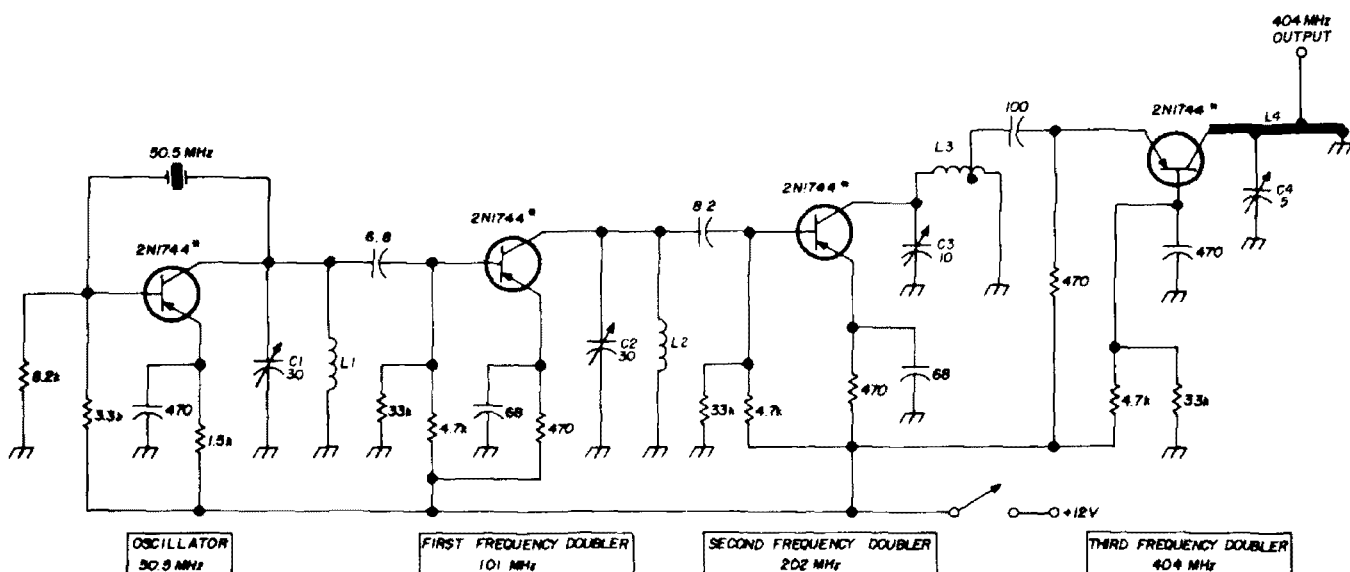 404 MHz
OUTPUT
50.5 MHz
2N1744*
8.2k
3.3k
470
1.5k
C1
30
L1
6.8
33k
4.7k
2N1744*
68
470
C2
30
L2
8.2
33k
4.7k
2N1744*
470
68
C3
10
L3
100
470
2N1744*
L4
C4
5
470
4.7k
33k
+12V
OSCILLATOR
50.5 MHz
FIRST FREQUENCY DOUBLER
101 MHz
SECOND FREQUENCY DOUBLER
202 MHz
THIRD FREQUENCY DOUBLER
404 MHz